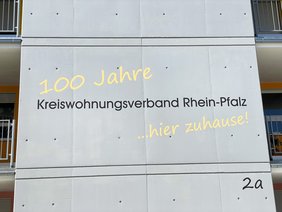 100 Jahre
Kreiswohnungsverband Rhein-Pfalz
...hier zuhause!
2a